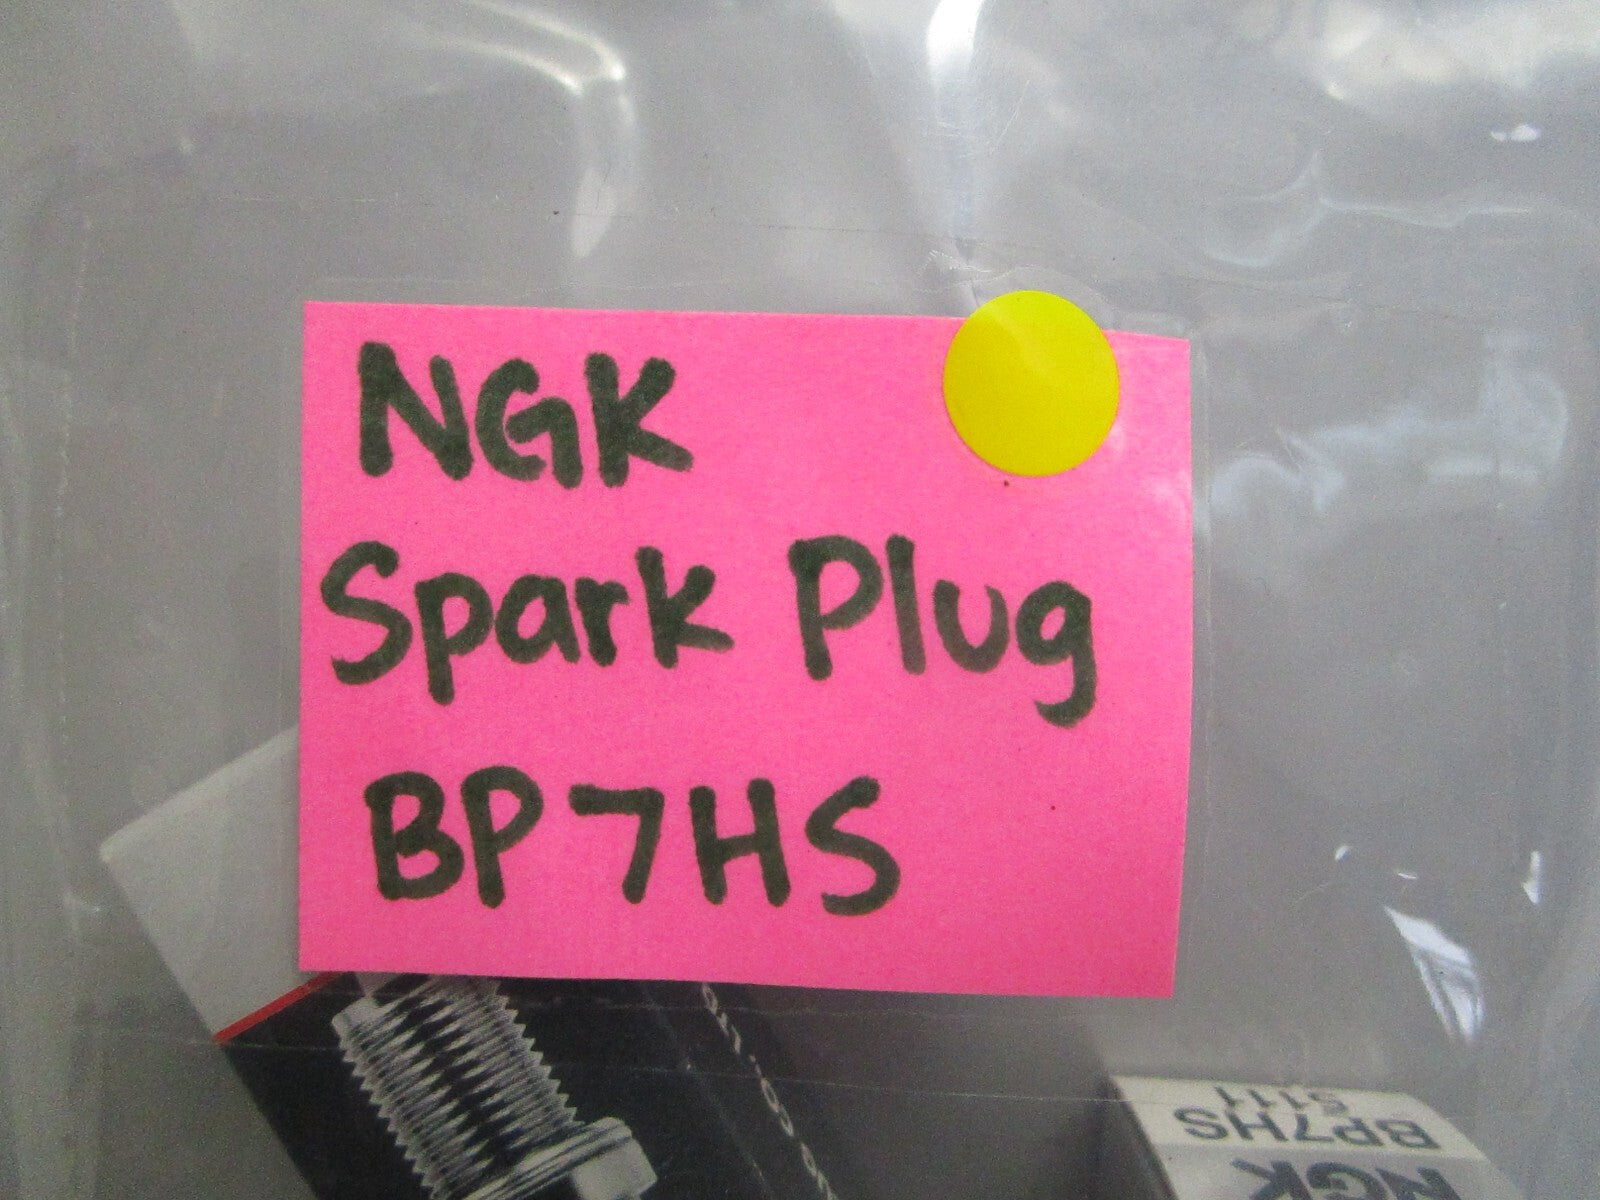 NGK
Spark Plug
BP7HS
NGK
BP7HS
5111